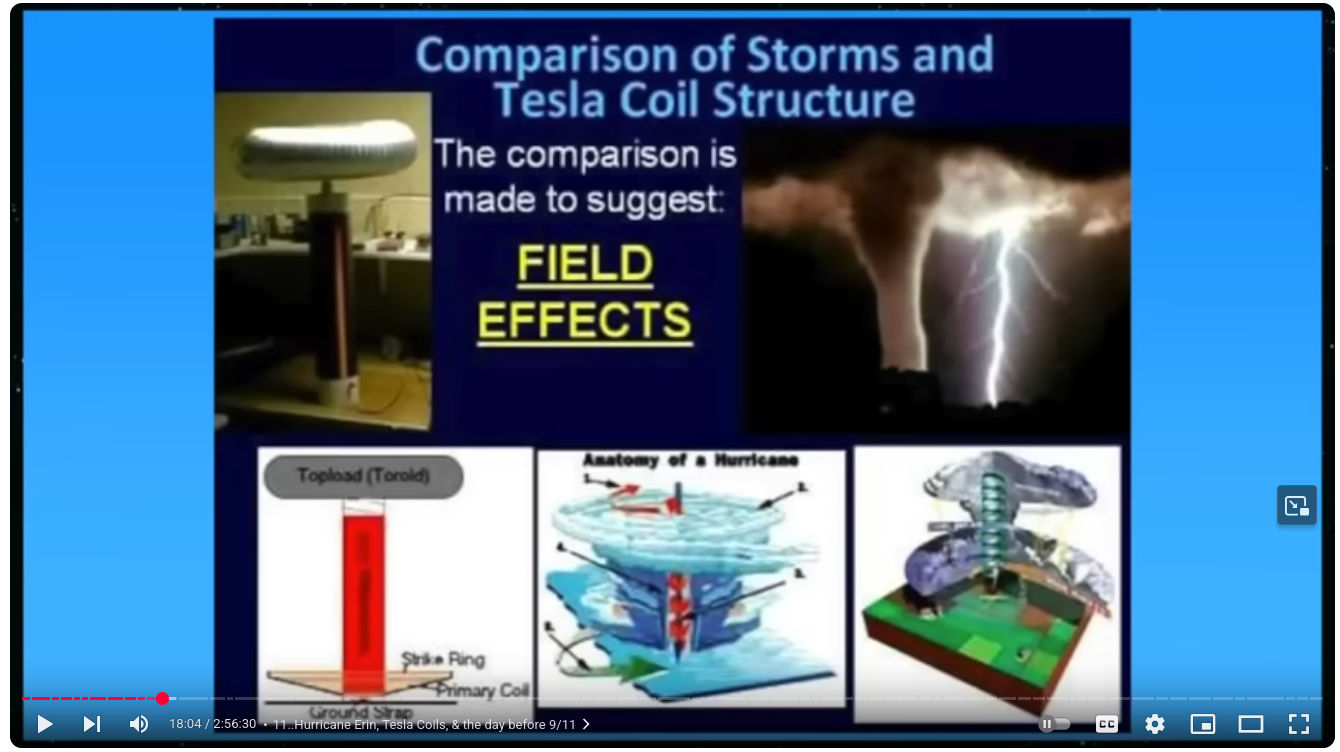 Comparison of Storms and
Tesla Coil Structure
The comparison is
made to suggest:
FIELD
EFFECTS
Topload (Toroid)
Strike Ring
Primary Coil
Ground Strap
Anatomy of a Hurricane
1.
2.
4.
3.
5.
18:04 / 2:56:30 • 11..Hurricane Erin, Tesla Coils, & the day before 9/11
CC